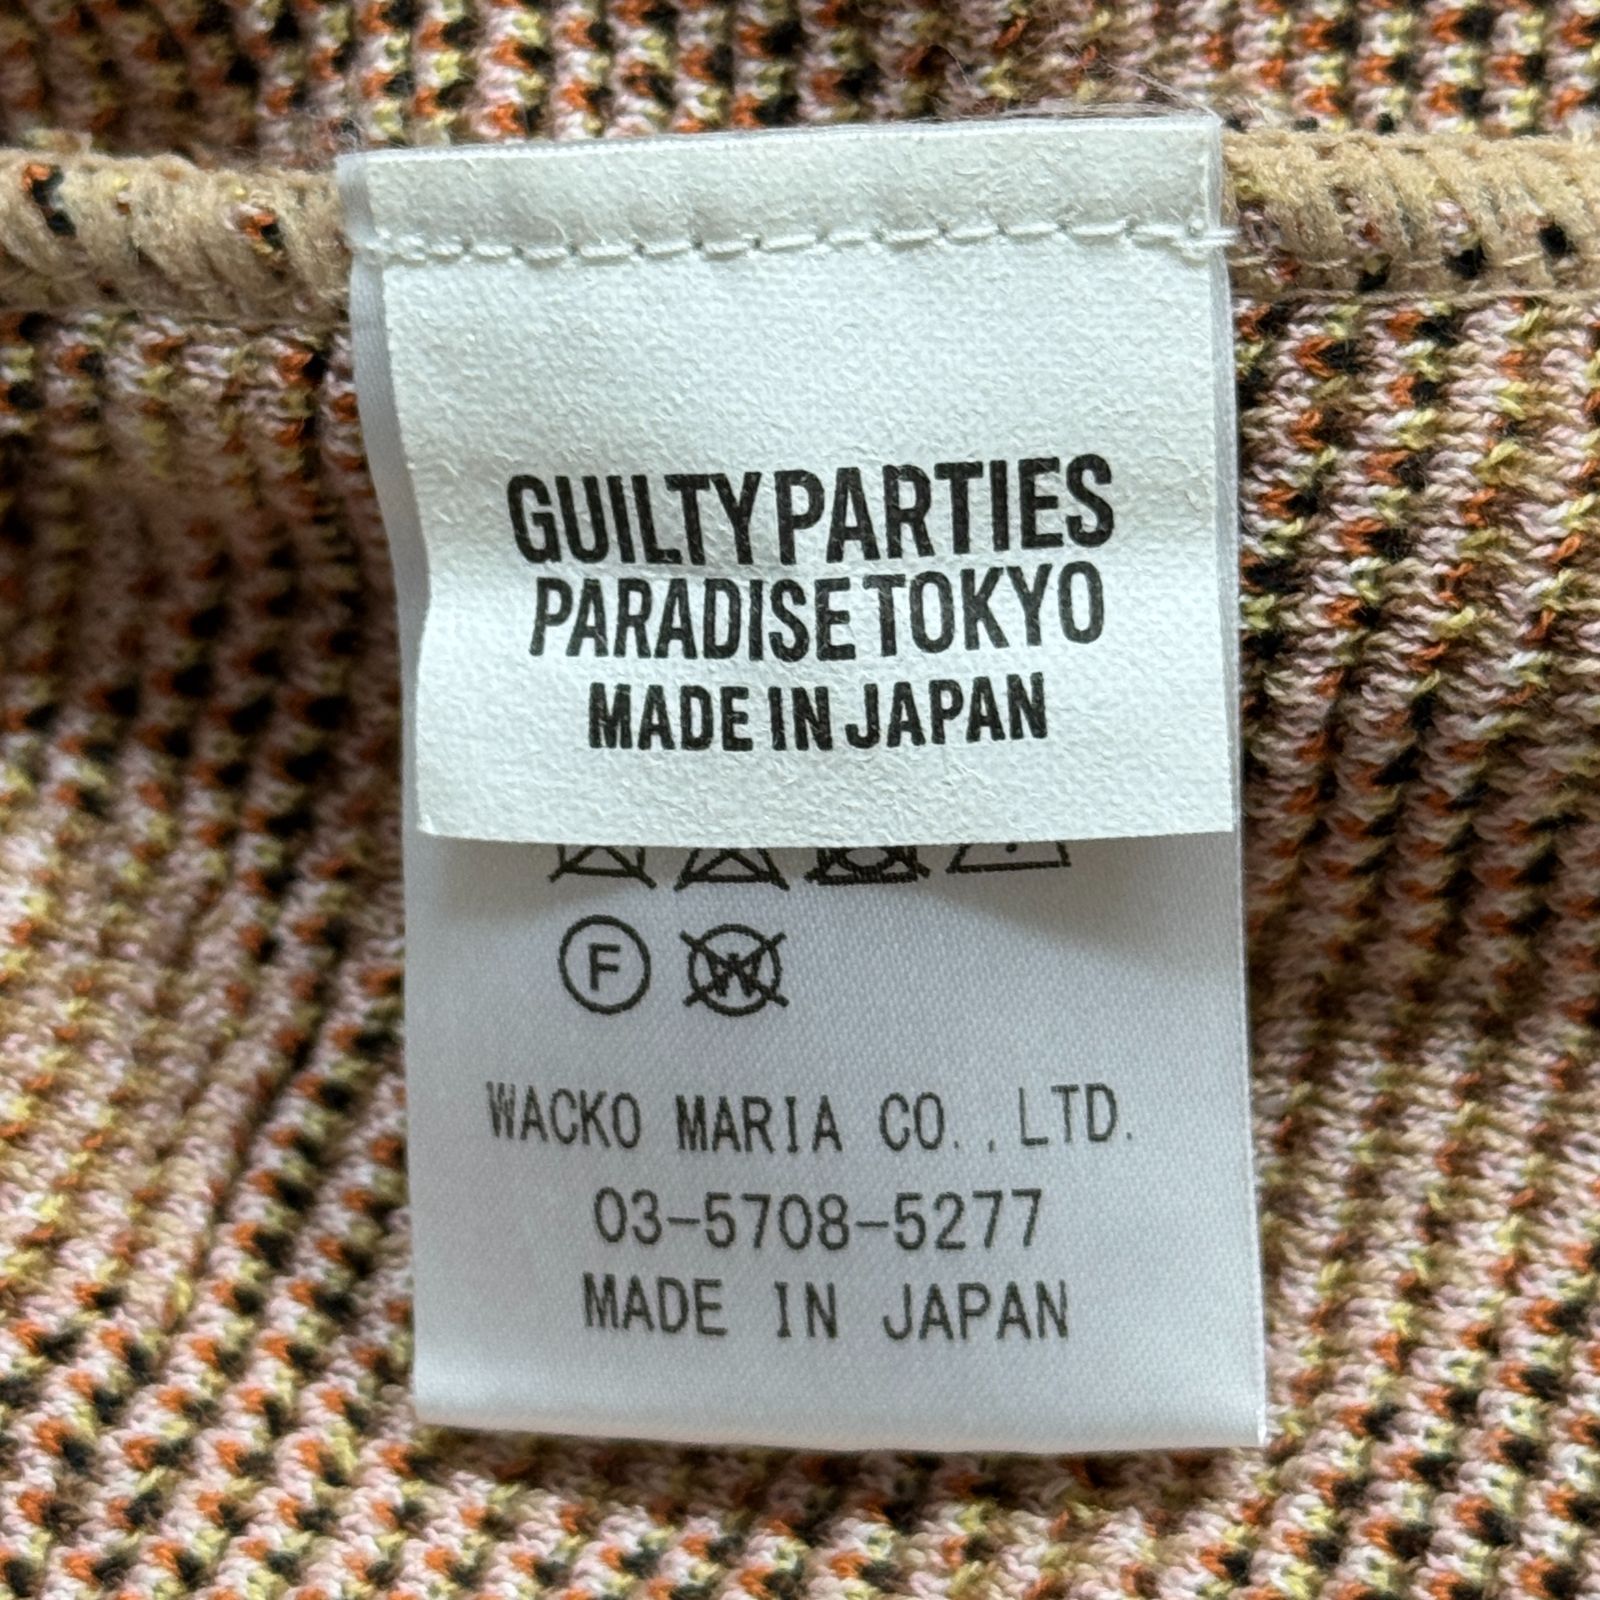 GUILTY PARTIES
PARADISE TOKYO
MADE IN JAPAN
F W
WACKO MARIA CO., LTD.
03-5708-5277
MADE IN JAPAN